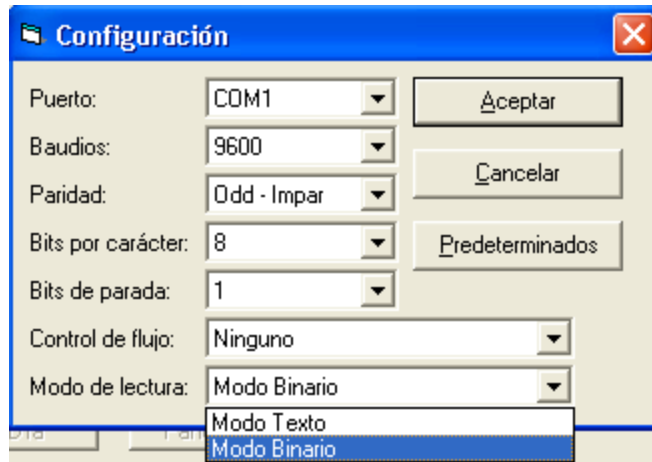 Configuración
Puerto: COM1 Aceptar
Baudios: 9600
Cancelar
Paridad: Odd - Impar
Bits por carácter: 8 Predeterminados
Bits de parada: 1
Control de flujo: Ninguno
Modo de lectura: Modo Binario
Modo Texto
Modo Binario